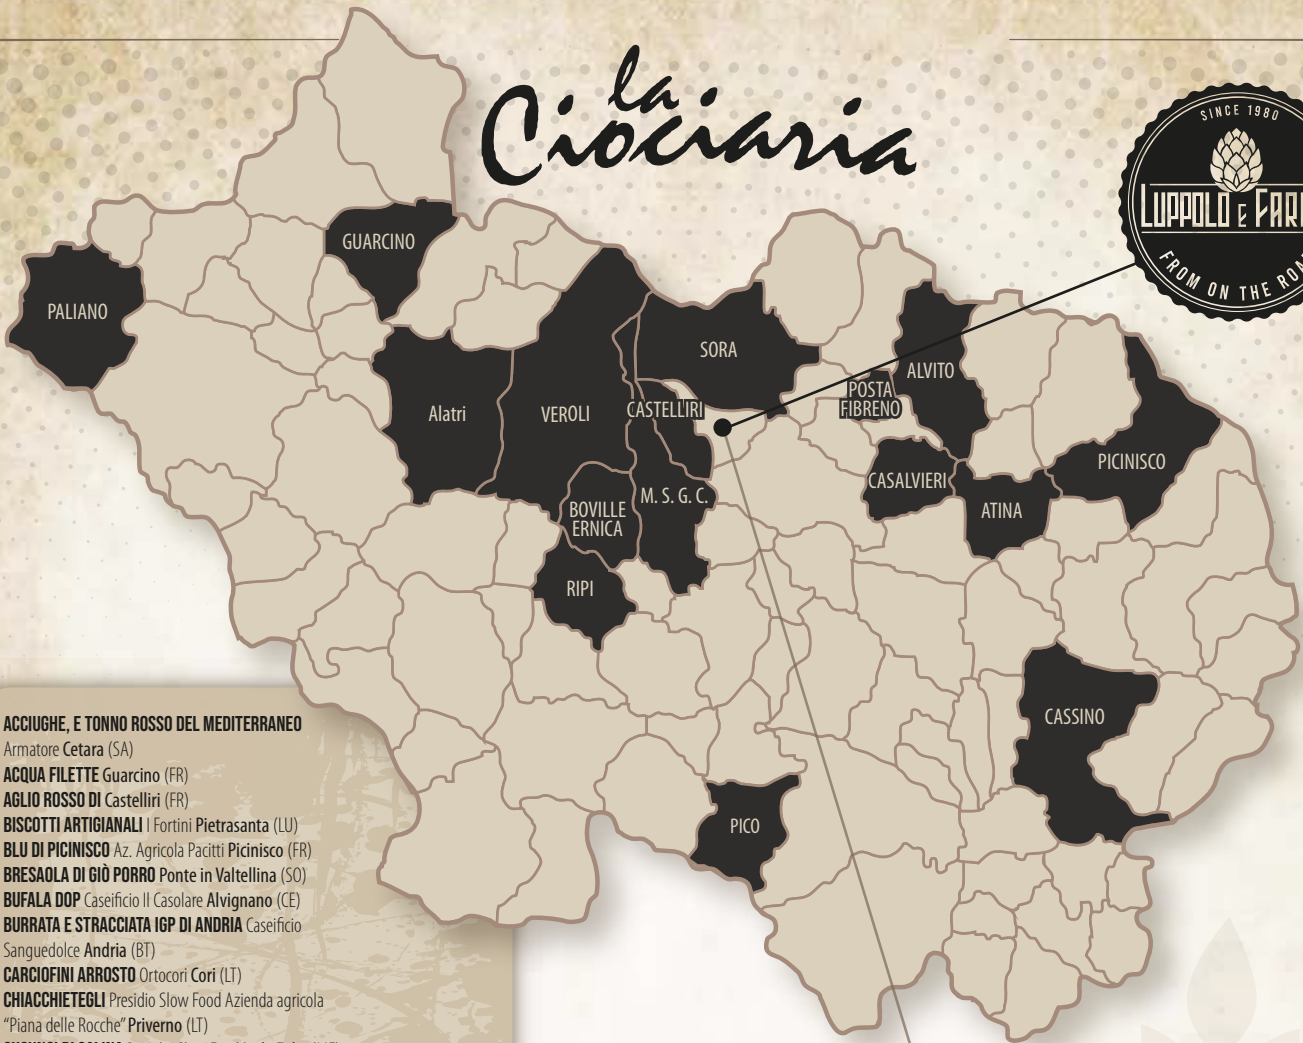 la
Ciociaria
SINCE 1980
LUPPOLO E
FROM ON THE
GUARCINO
PALIANO
SORA
ALVITO
POSTA
FIBRENO
Alatri
VEROLI
CASTELLIRI
PICINISCO
CASALVIERI
M. S. G. C.
ATINA
BOVILLE
ERNICA
RIPI
CASSINO
PICO
ACCIUGHE, E TONNO ROSSO DEL MEDITERRANEO
Armatore Cetara (SA)
ACQUA FILETTE Guarcino (FR)
AGLIO ROSSO DI Castelliri (FR)
BISCOTTI ARTIGIANALI I Fortini Pietrasanta (LU)
BLU DI PICINISCO Az. Agricola Pacitti Picinisco (FR)
BRESAOLA DI GIÒ PORRO Ponte in Valtellina (SO)
BUFALA DOP Caseificio Il Casolare Alvignano (CE)
BURRATA E STRACCIATA IGP DI ANDRIA Caseificio
Sanguedolce Andria (BT)
CARCIOFINI ARROSTO Ortocori Cori (LT)
CHIACCHIETEGLI Presidio Slow Food Azienda agricola
“Piana delle Rocche” Priverno (LT)